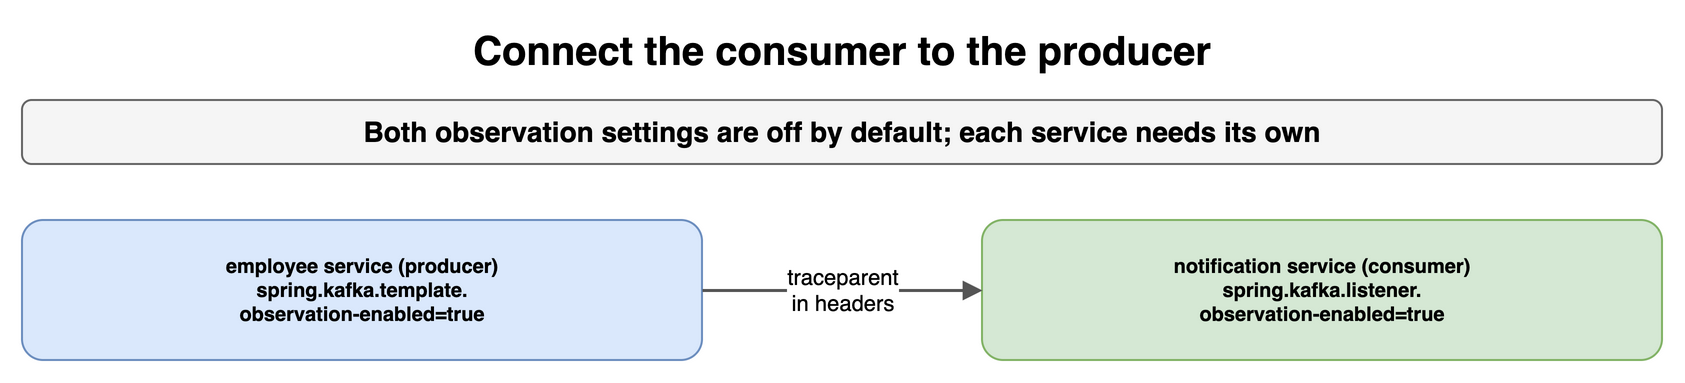 Connect the consumer to the producer
Both observation settings are off by default; each service needs its own
employee service (producer)
spring.kafka.template.
observation-enabled=true
traceparent
in headers
notification service (consumer)
spring.kafka.listener.
observation-enabled=true